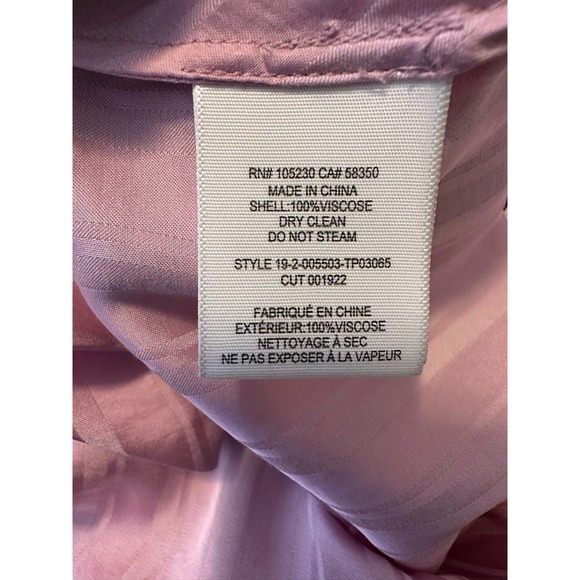 RN# 105230 CA# 58350
MADE IN CHINA
SHELL:100%VISCOSE
DRY CLEAN
DO NOT STEAM
STYLE 19-2-005503-TP03065
CUT 001922
FABRIQUÉ EN CHINE
EXTÉRIEUR:100%VISCOSE
NETTOYAGE À SEC
NE PAS EXPOSER À LA VAPEUR